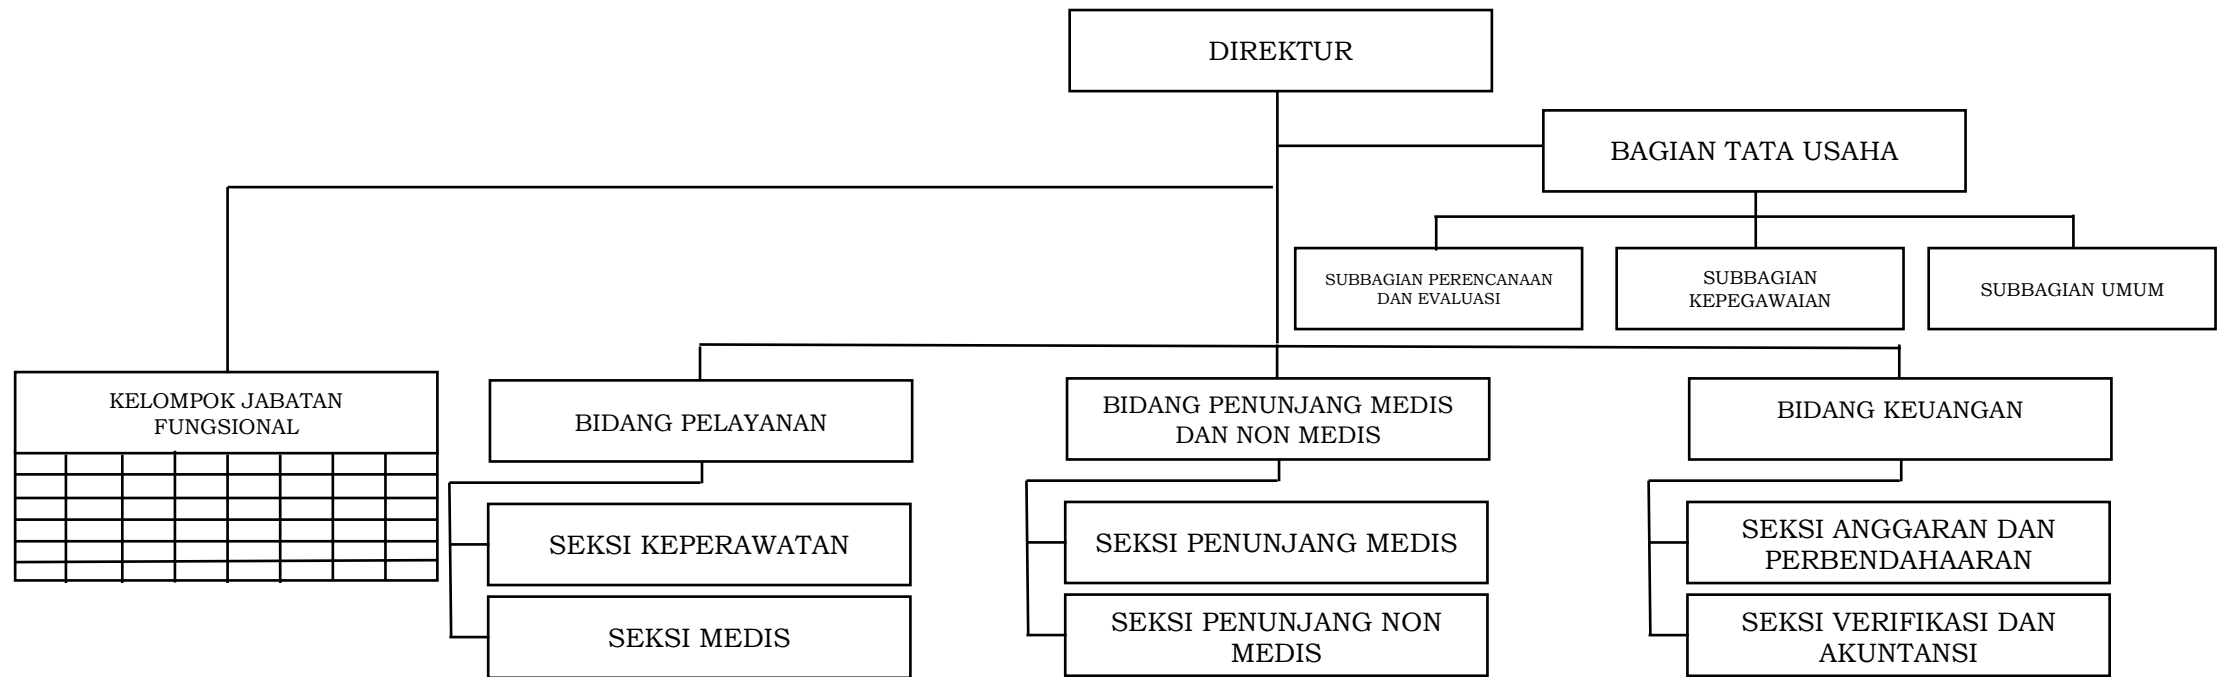 DIREKTUR
BAGIAN TATA USAHA
SUBBAGIAN PERENCANAAN
DAN EVALUASI
SUBBAGIAN
KEPEGAWAIAN
SUBBAGIAN UMUM
KELOMPOK JABATAN
FUNGSIONAL
BIDANG PELAYANAN
BIDANG PENUNJANG MEDIS
DAN NON MEDIS
BIDANG KEUANGAN
SEKSI KEPERAWATAN
SEKSI PENUNJANG MEDIS
SEKSI ANGGARAN DAN
PERBENDAHAARAN
SEKSI MEDIS
SEKSI PENUNJANG NON
MEDIS
SEKSI VERIFIKASI DAN
AKUNTANSI